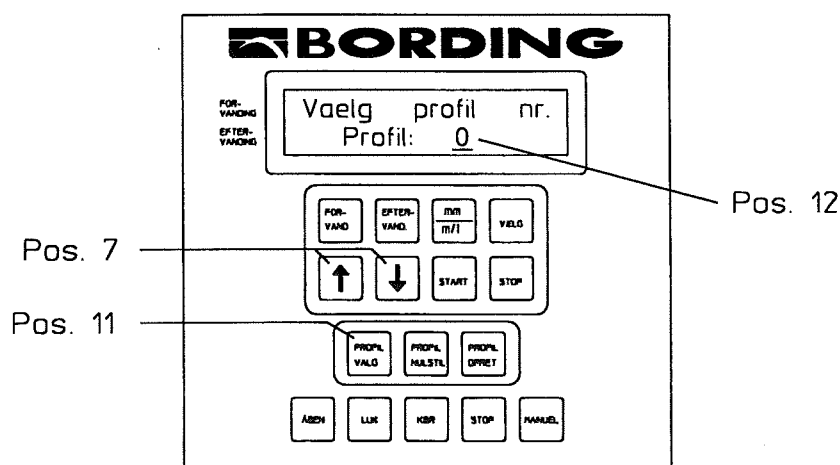 BORDING
FOR-
VANDING
EFTER-
VANDING
Vaelg profil nr.
Profil: 0
Pos. 12
FOR-
VAND
EFTER-
VAND.
mm
m/l
VÆLG
Pos. 7
↑ ↓ START STOP
Pos. 11
PROFIL
VALG
PROFIL
NULSTIL
PROFIL
OPRET
ÅBEN LUK KØR STOP MANUEL